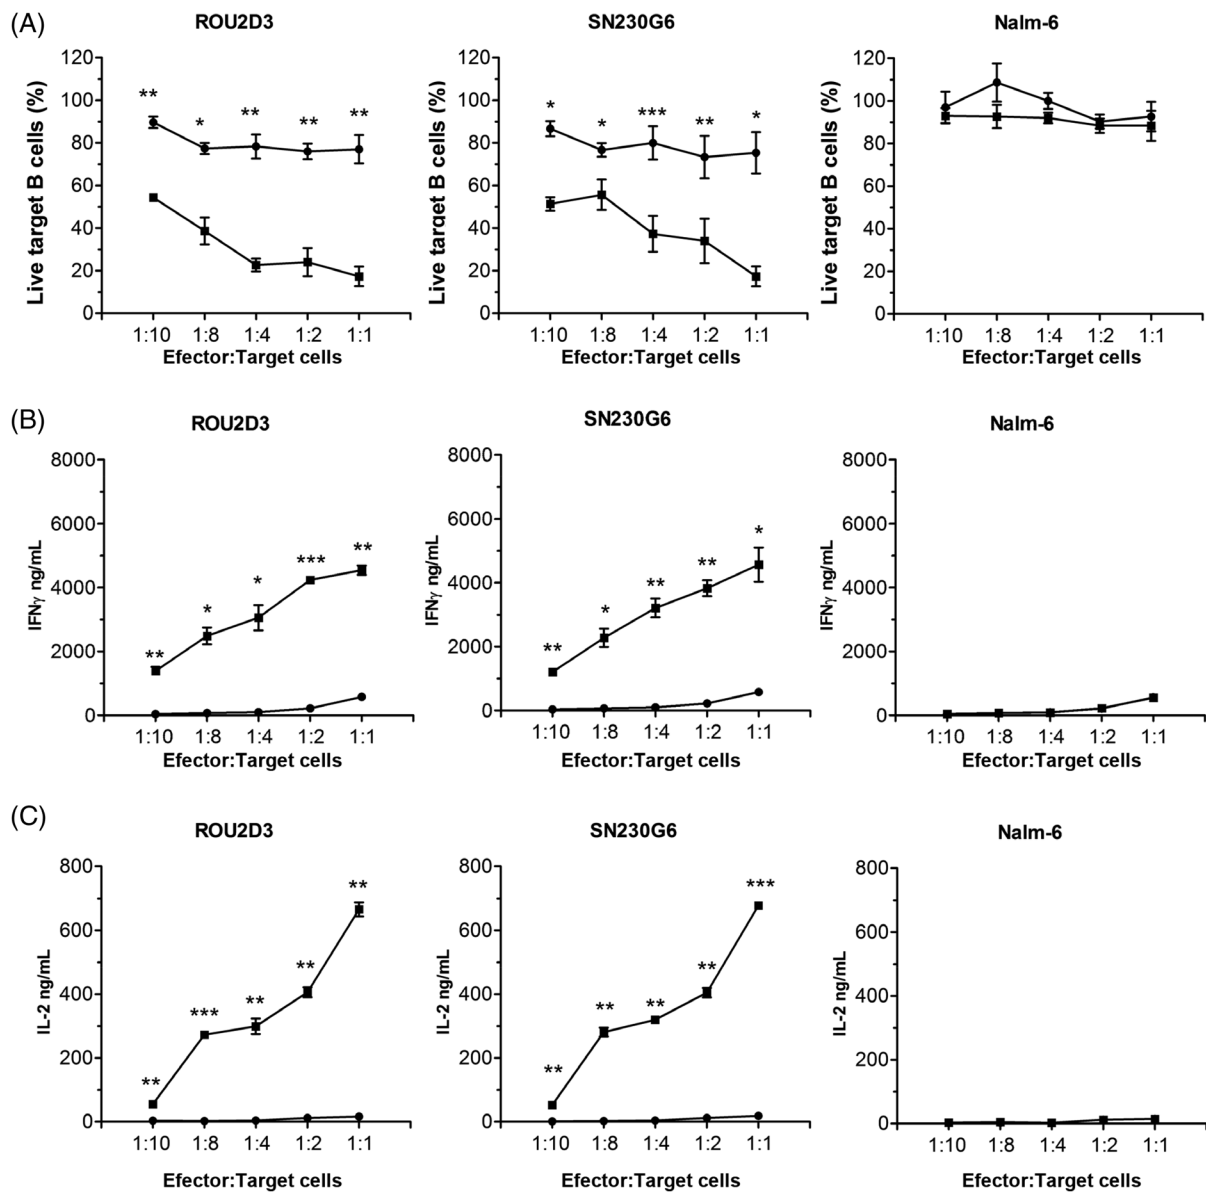 (A)
ROU2D3
SN230G6
Nalm-6
Live target B cells (%)
120
100
80
60
40
20
0
** * ** ** **
1:10 1:8 1:4 1:2 1:1
Efector:Target cells
Live target B cells (%)
120
100
80
60
40
20
0
* * *** ** *
1:10 1:8 1:4 1:2 1:1
Efector:Target cells
Live target B cells (%)
120
100
80
60
40
20
0
1:10 1:8 1:4 1:2 1:1
Efector:Target cells
(B)
ROU2D3
SN230G6
Nalm-6
IFNγ ng/mL
8000
6000
4000
2000
0
** * * *** **
1:10 1:8 1:4 1:2 1:1
Efector:Target cells
IFNγ ng/mL
8000
6000
4000
2000
0
** * ** ** *
1:10 1:8 1:4 1:2 1:1
Efector:Target cells
IFNγ ng/mL
8000
6000
4000
2000
0
1:10 1:8 1:4 1:2 1:1
Efector:Target cells
(C)
ROU2D3
SN230G6
Nalm-6
IL-2 ng/mL
800
600
400
200
0
** *** ** ** **
1:10 1:8 1:4 1:2 1:1
Efector:Target cells
IL-2 ng/mL
800
600
400
200
0
** ** ** ** ***
1:10 1:8 1:4 1:2 1:1
Efector:Target cells
IL-2 ng/mL
800
600
400
200
0
1:10 1:8 1:4 1:2 1:1
Efector:Target cells